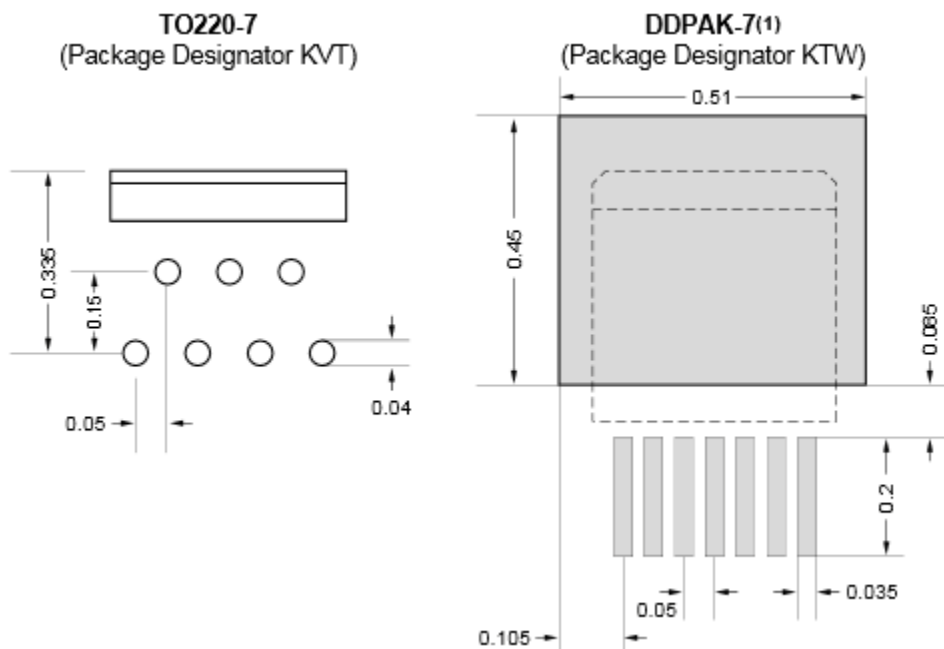 TO220-7
(Package Designator KVT)
0.335
0.15
0.05
0.04
DDPAK-7(1)
(Package Designator KTW)
0.51
0.45
0.085
0.2
0.05
0.035
0.105